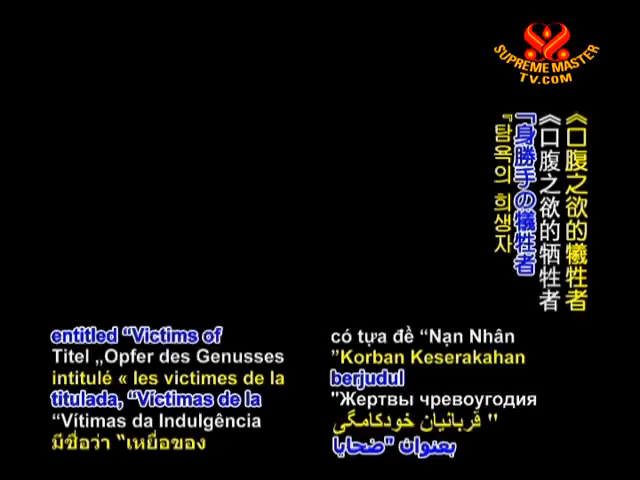 SUPREME MASTER
TV.COM
《口腹之欲的犧牲者
《口腹之欲的牺牲者
「身勝手の犠牲者
『탐욕의 희생자
entitled “Victims of
Titel „Opfer des Genusses
intitulé « les victimes de la
titulada, “Víctimas de la
“Vítimas da Indulgência
มีชื่อว่า “เหยื่อของ
có tựa đề “Nạn Nhân
”Korban Keserakahan
berjudul
"Жертвы чревоугодия
قربانیان خودکامگی "
بعنوان "ضحايا